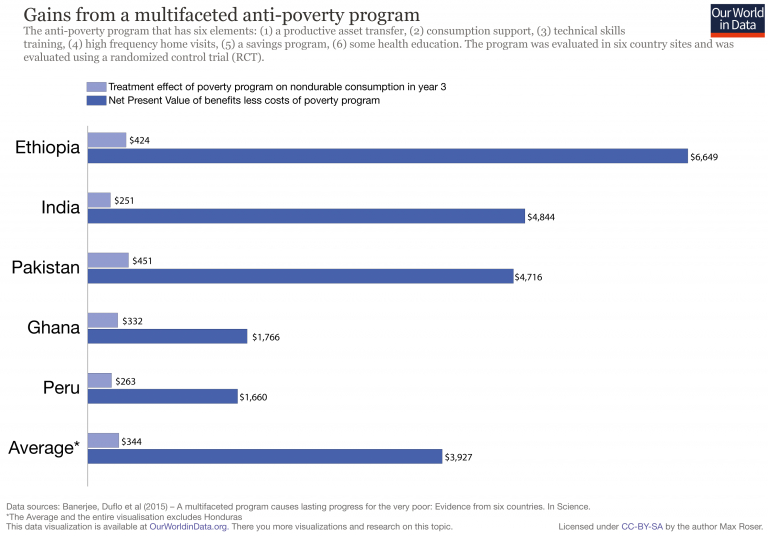 Gains from a multifaceted anti-poverty program
Our World
in Data
The anti-poverty program that has six elements: (1) a productive asset transfer, (2) consumption support, (3) technical skills
training, (4) high frequency home visits, (5) a savings program, (6) some health education. The program was evaluated in six country sites and was
evaluated using a randomized control trial (RCT).
Treatment effect of poverty program on nondurable consumption in year 3
Net Present Value of benefits less costs of poverty program
Ethiopia
$424
$6,649
India
$251
$4,844
Pakistan
$451
$4,716
Ghana
$332
$1,766
Peru
$263
$1,660
Average*
$344
$3,927
Data sources: Banerjee, Duflo et al (2015) – A multifaceted program causes lasting progress for the very poor: Evidence from six countries. In Science.
*The Average and the entire visualisation excludes Honduras
This data visualization is available at OurWorldinData.org. There you more visualizations and research on this topic.
Licensed under CC-BY-SA by the author Max Roser.